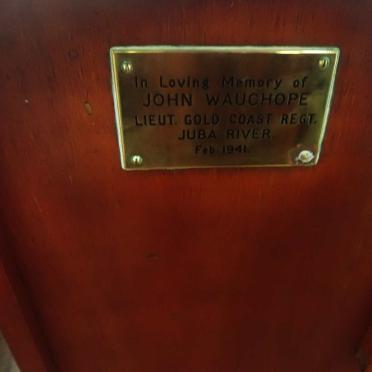 In Loving Memory of
JOHN WAUCHOPE
LIEUT. GOLD COAST REGT.
JUBA RIVER
Feb. 1941.